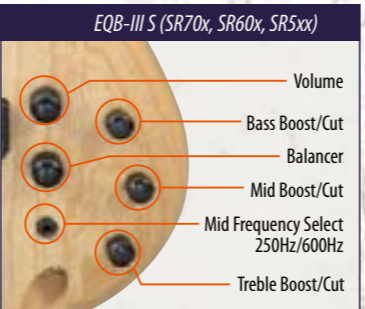 EQB-III S (SR70x, SR60x, SR5xx)
Volume
Bass Boost/Cut
Balancer
Mid Boost/Cut
Mid Frequency Select
250Hz/600Hz
Treble Boost/Cut